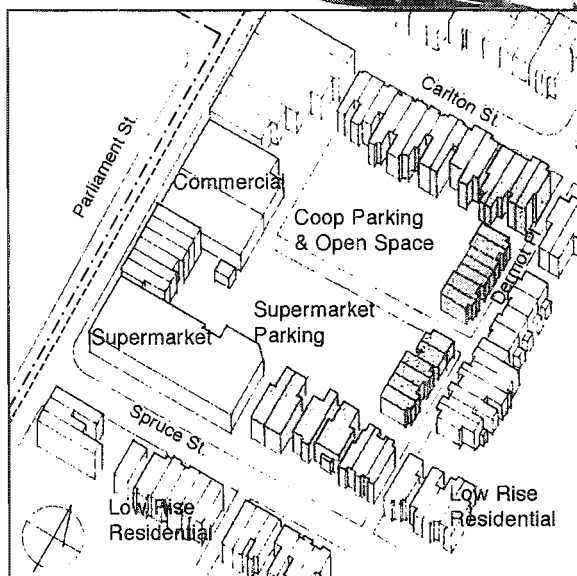 Carlton St.
Parliament St.
Commercial
Coop Parking
& Open Space
Dermot Pl.
Supermarket
Parking
Supermarket
Spruce St.
Low Rise
Residential
Low Rise
Residential